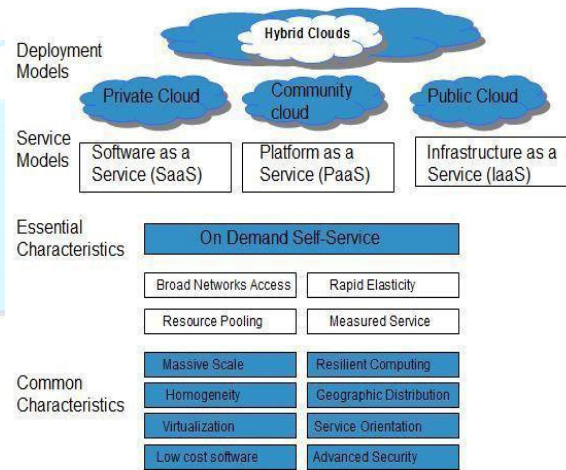 Hybrid Clouds
Deployment
Models
Private Cloud
Community
cloud
Public Cloud
Service
Models
Software as a
Service (SaaS)
Platform as a
Service (PaaS)
Infrastructure as a
Service (IaaS)
Essential
Characteristics
On Demand Self-Service
Broad Networks Access
Rapid Elasticity
Resource Pooling
Measured Service
Common
Characteristics
Massive Scale
Resilient Computing
Homogeneity
Geographic Distribution
Virtualization
Service Orientation
Low cost software
Advanced Security